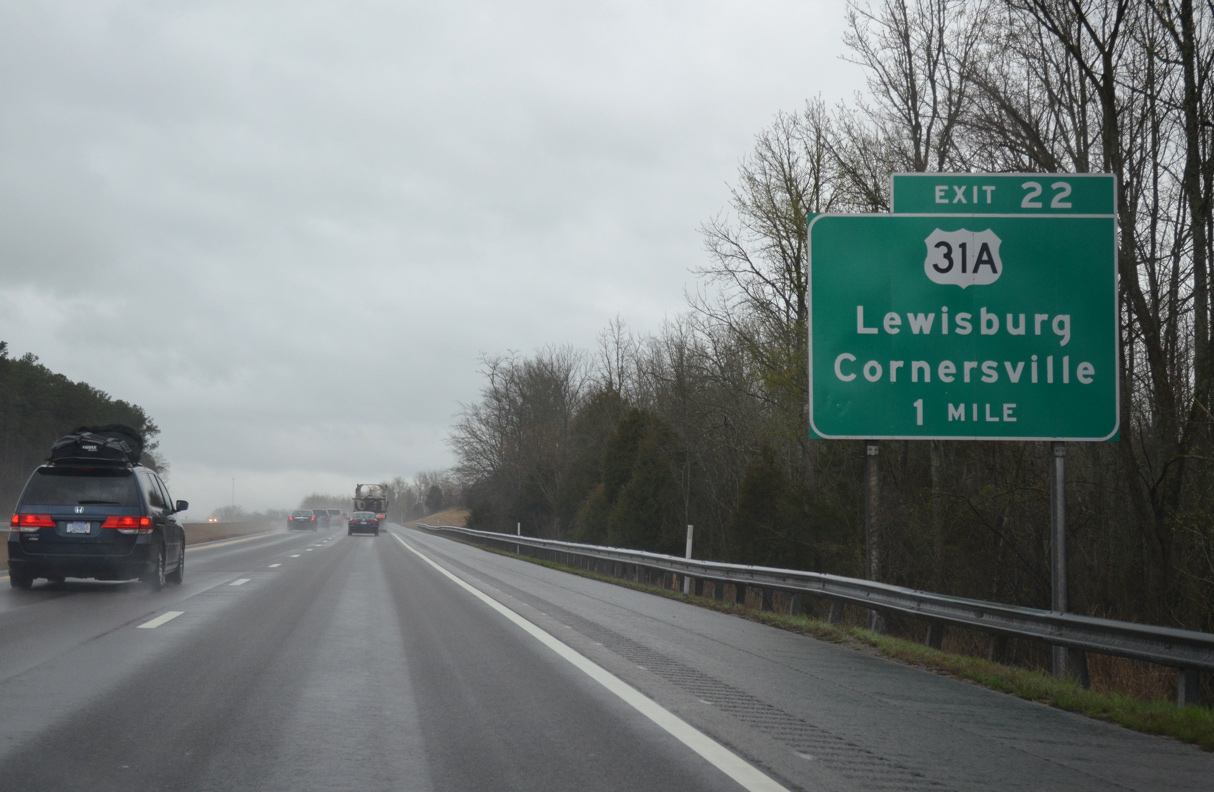 EXIT 22
31A
Lewisburg
Cornersville
1 MILE